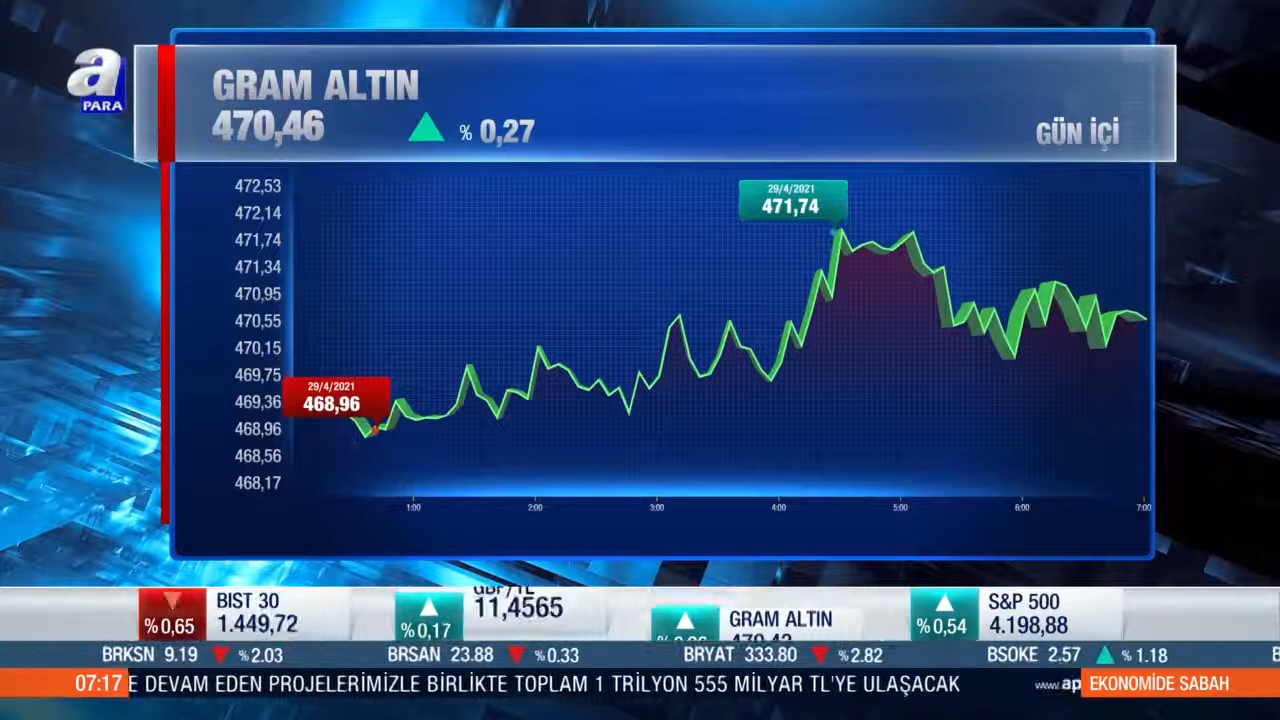 a
PARA
GRAM ALTIN
470,46
% 0,27
GÜN İÇİ
472,53
472,14
471,74
471,34
470,95
470,55
470,15
469,75
469,36
468,96
468,56
468,17
29/4/2021
471,74
29/4/2021
468,96
1:00 2:00 3:00 4:00 5:00 6:00 7:00
%0,65 BIST 30 1.449,72
%0,17 GBP/TL 11,4565
GRAM ALTIN
%0,54 S&P 500 4.198,88
BRKSN 9.19 %2.03 BRSAN 23.88 %0.33 BRYAT 333.80 %2.82 BSOKE 2.57 % 1.18
07:17 E DEVAM EDEN PROJELERİMİZLE BİRLİKTE TOPLAM 1 TRİLYON 555 MİLYAR TL'YE ULAŞACAK www.ap EKONOMİDE SABAH